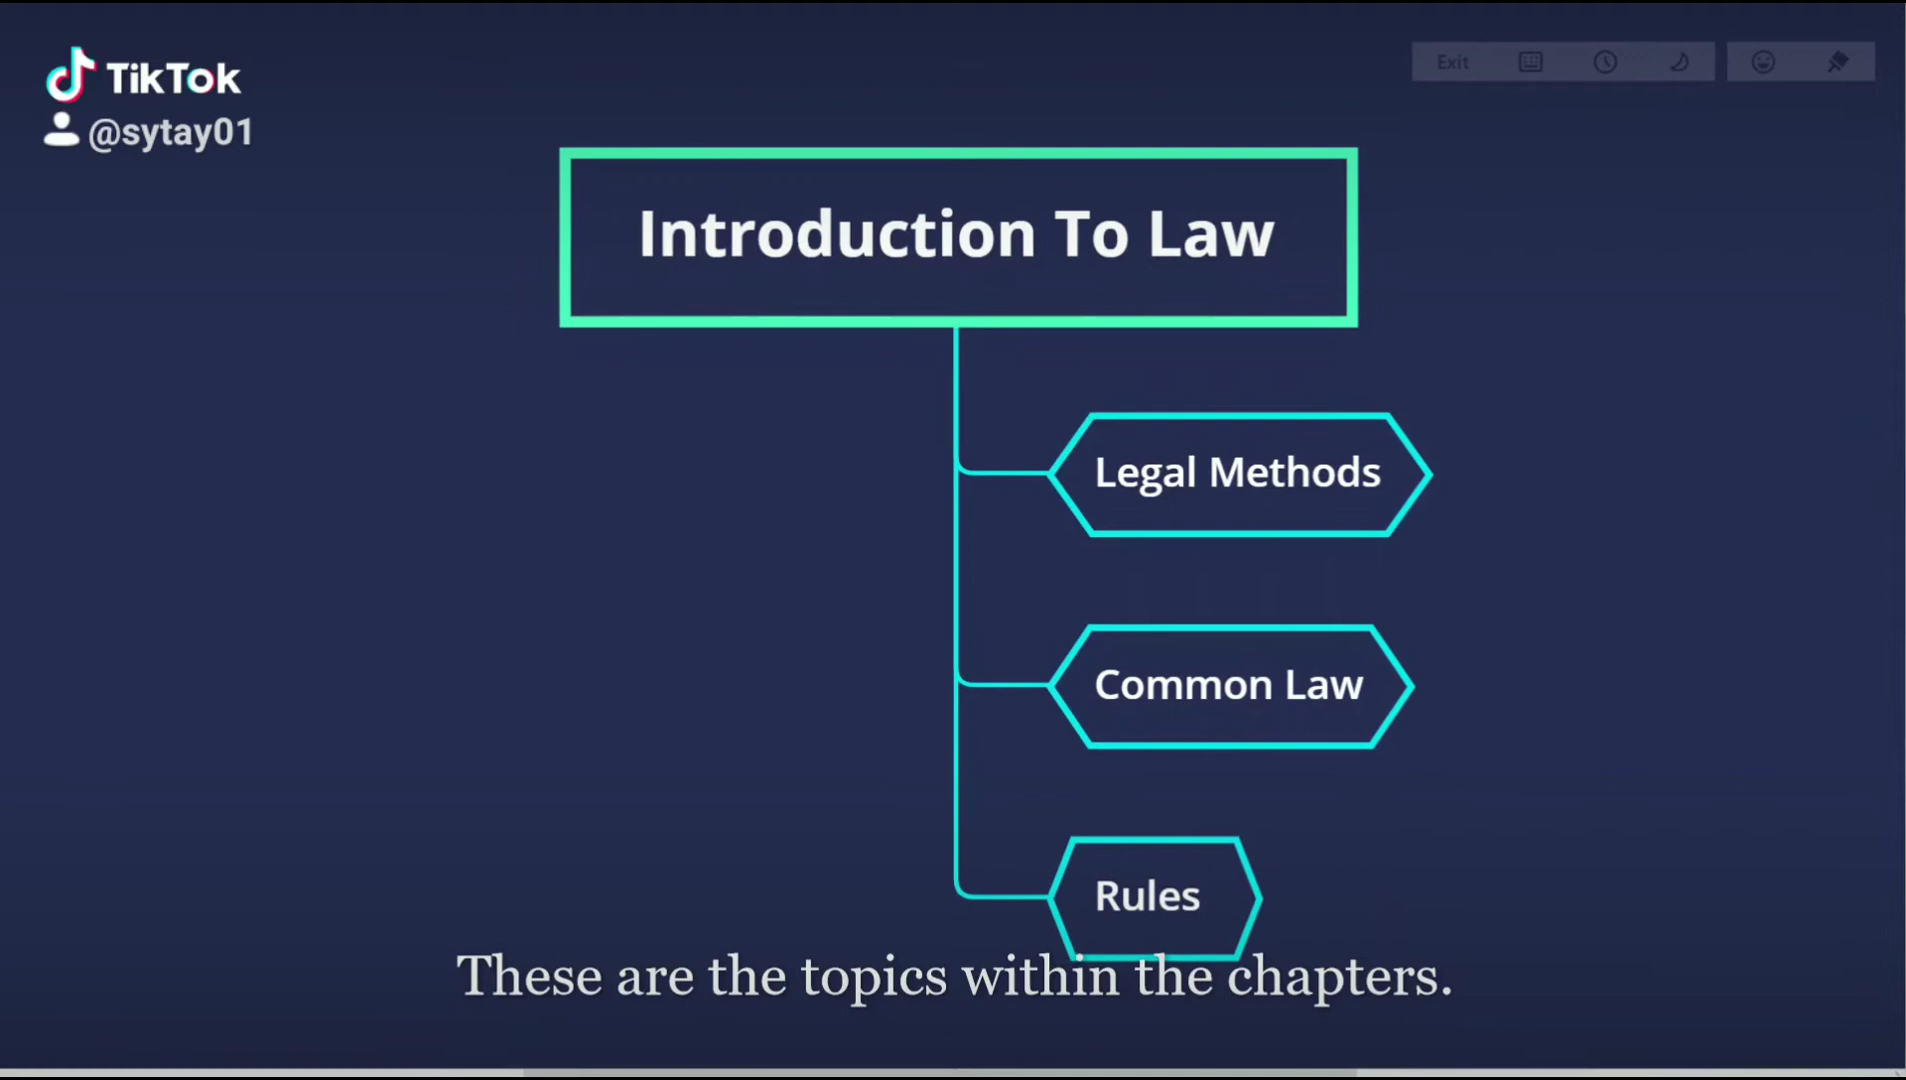 TikTok
@sytay01
Exit
Introduction To Law
Legal Methods
Common Law
Rules
These are the topics within the chapters.